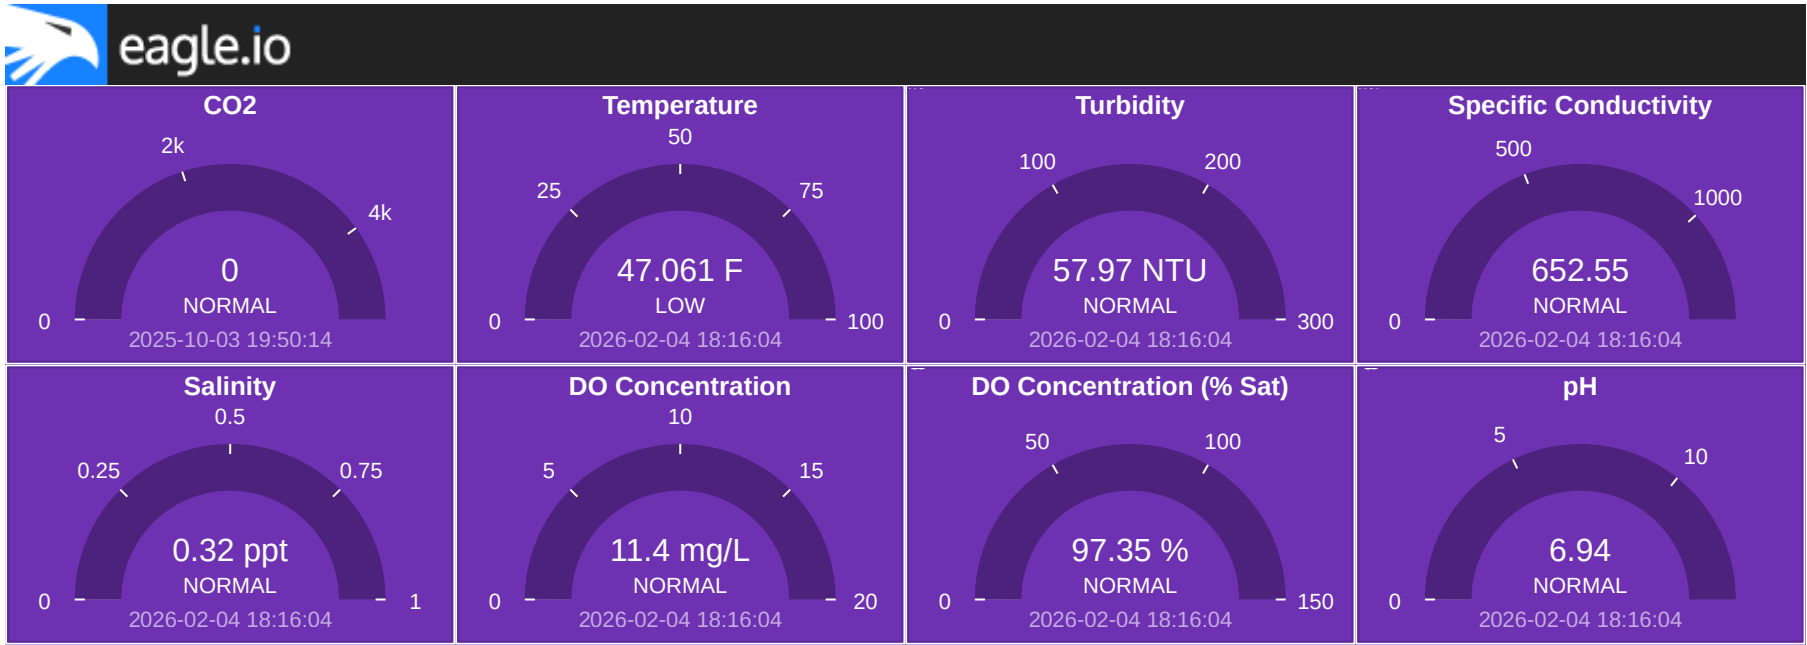 eagle.io
CO2
2k
4k
0
0
NORMAL
2025-10-03 19:50:14
Temperature
50
25
75
47.061 F
LOW
0
100
2026-02-04 18:16:04
Turbidity
100
200
57.97 NTU
NORMAL
0
300
2026-02-04 18:16:04
Specific Conductivity
500
1000
652.55
NORMAL
0
2026-02-04 18:16:04
Salinity
0.5
0.25
0.75
0.32 ppt
NORMAL
0
1
2026-02-04 18:16:04
DO Concentration
10
5
15
11.4 mg/L
NORMAL
0
20
2026-02-04 18:16:04
DO Concentration (% Sat)
50
100
97.35 %
NORMAL
0
150
2026-02-04 18:16:04
pH
5
10
6.94
NORMAL
0
2026-02-04 18:16:04